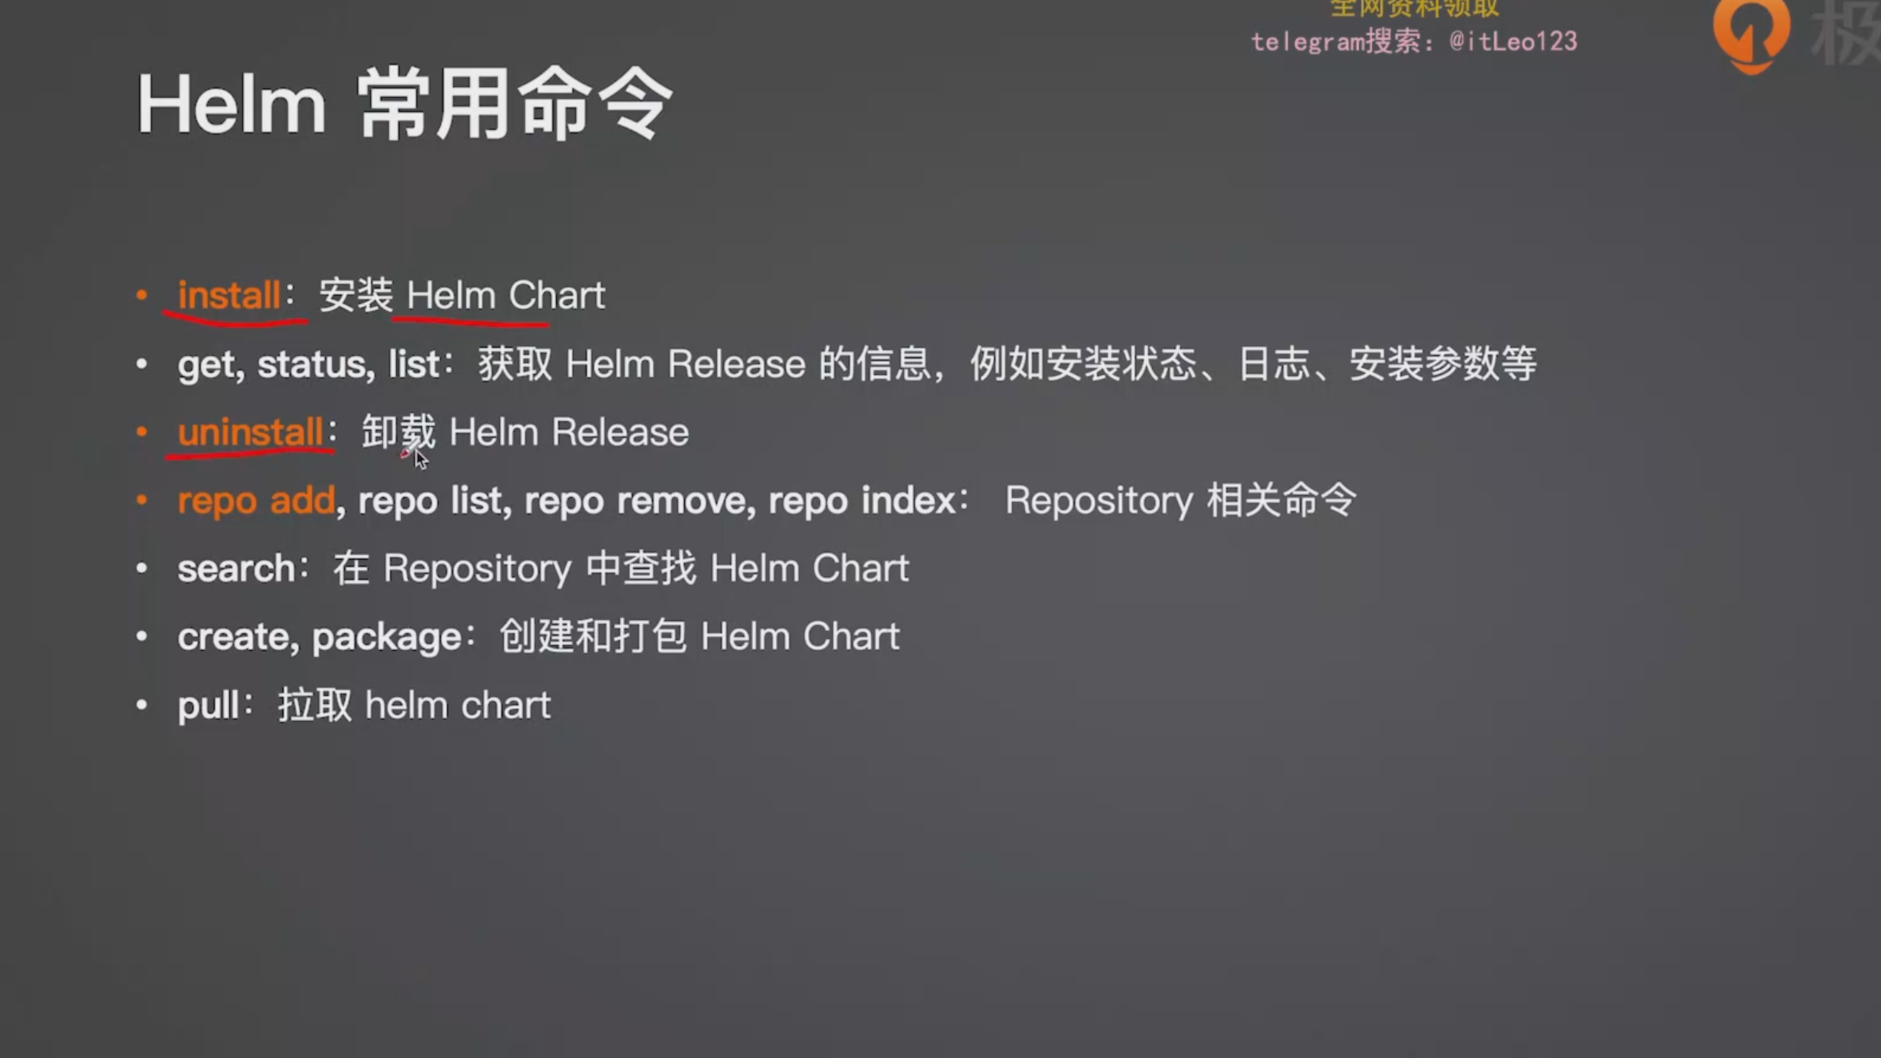 全网资料领取
telegram搜索：@itLeo123
极
Helm 常用命令
• install：安装 Helm Chart
• get, status, list：获取 Helm Release 的信息，例如安装状态、日志、安装参数等
• uninstall：卸载 Helm Release
• repo add, repo list, repo remove, repo index： Repository 相关命令
• search：在 Repository 中查找 Helm Chart
• create, package：创建和打包 Helm Chart
• pull：拉取 helm chart